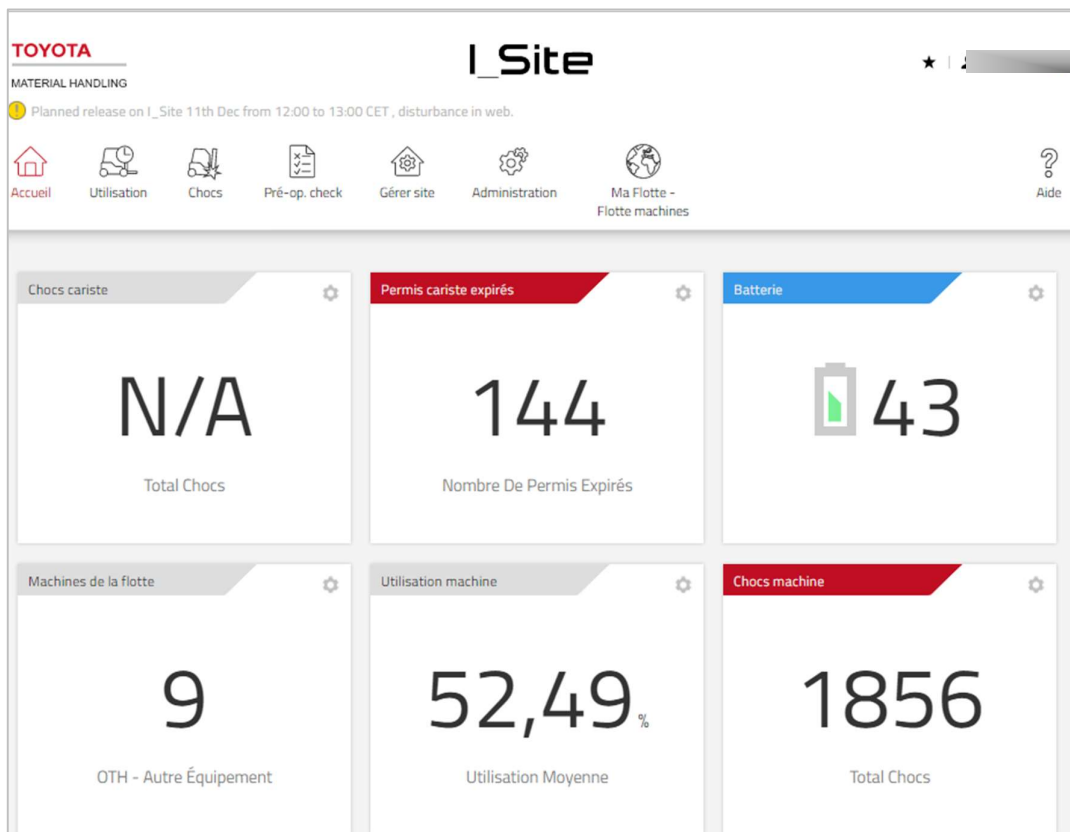 TOYOTA
MATERIAL HANDLING
I_Site
Planned release on I_Site 11th Dec from 12:00 to 13:00 CET , disturbance in web.
Accueil
Utilisation
Chocs
Pré-op. check
Gérer site
Administration
Ma Flotte -
Flotte machines
Aide
Chocs cariste
N/A
Total Chocs
Permis cariste expirés
144
Nombre De Permis Expirés
Batterie
43
Machines de la flotte
9
OTH - Autre Équipement
Utilisation machine
52,49 %
Utilisation Moyenne
Chocs machine
1856
Total Chocs